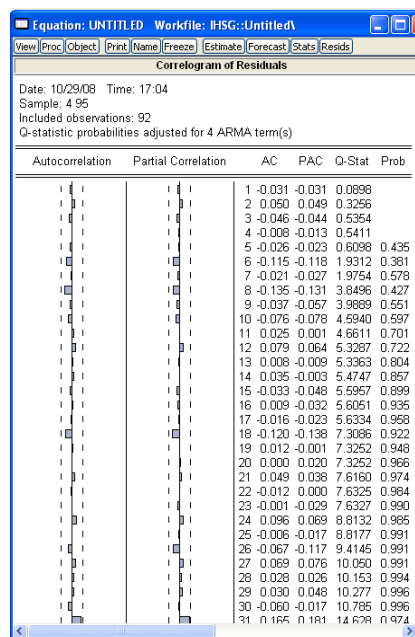 Equation: UNTITLED Workfile: IHSG::Untitled\
View Proc Object Print Name Freeze Estimate Forecast Stats Resids
Correlogram of Residuals
Date: 10/29/08 Time: 17:04
Sample: 4 95
Included observations: 92
Q-statistic probabilities adjusted for 4 ARMA term(s)
Autocorrelation Partial Correlation AC PAC Q-Stat Prob
1 -0.031 -0.031 0.0898
2 0.050 0.049 0.3256
3 -0.046 -0.044 0.5354
4 -0.008 -0.013 0.5411
5 -0.026 -0.023 0.6098 0.435
6 -0.115 -0.118 1.9312 0.381
7 -0.021 -0.027 1.9754 0.578
8 -0.135 -0.131 3.8496 0.427
9 -0.037 -0.057 3.9889 0.551
10 -0.076 -0.078 4.5940 0.597
11 0.025 0.001 4.6611 0.701
12 0.079 0.064 5.3287 0.722
13 0.008 -0.009 5.3363 0.804
14 0.035 -0.003 5.4747 0.857
15 -0.033 -0.048 5.5957 0.899
16 0.009 -0.032 5.6051 0.935
17 -0.016 -0.023 5.6334 0.958
18 -0.120 -0.138 7.3086 0.922
19 0.012 -0.001 7.3252 0.948
20 0.000 0.020 7.3252 0.966
21 0.049 0.038 7.6160 0.974
22 -0.012 0.000 7.6325 0.984
23 -0.001 -0.029 7.6327 0.990
24 0.096 0.069 8.8132 0.985
25 -0.006 -0.017 8.8177 0.991
26 -0.067 -0.117 9.4145 0.991
27 0.069 0.076 10.050 0.991
28 0.028 0.026 10.153 0.994
29 0.030 0.048 10.277 0.996
30 -0.060 -0.017 10.785 0.996
31 0.165 0.181 14.628 0.974